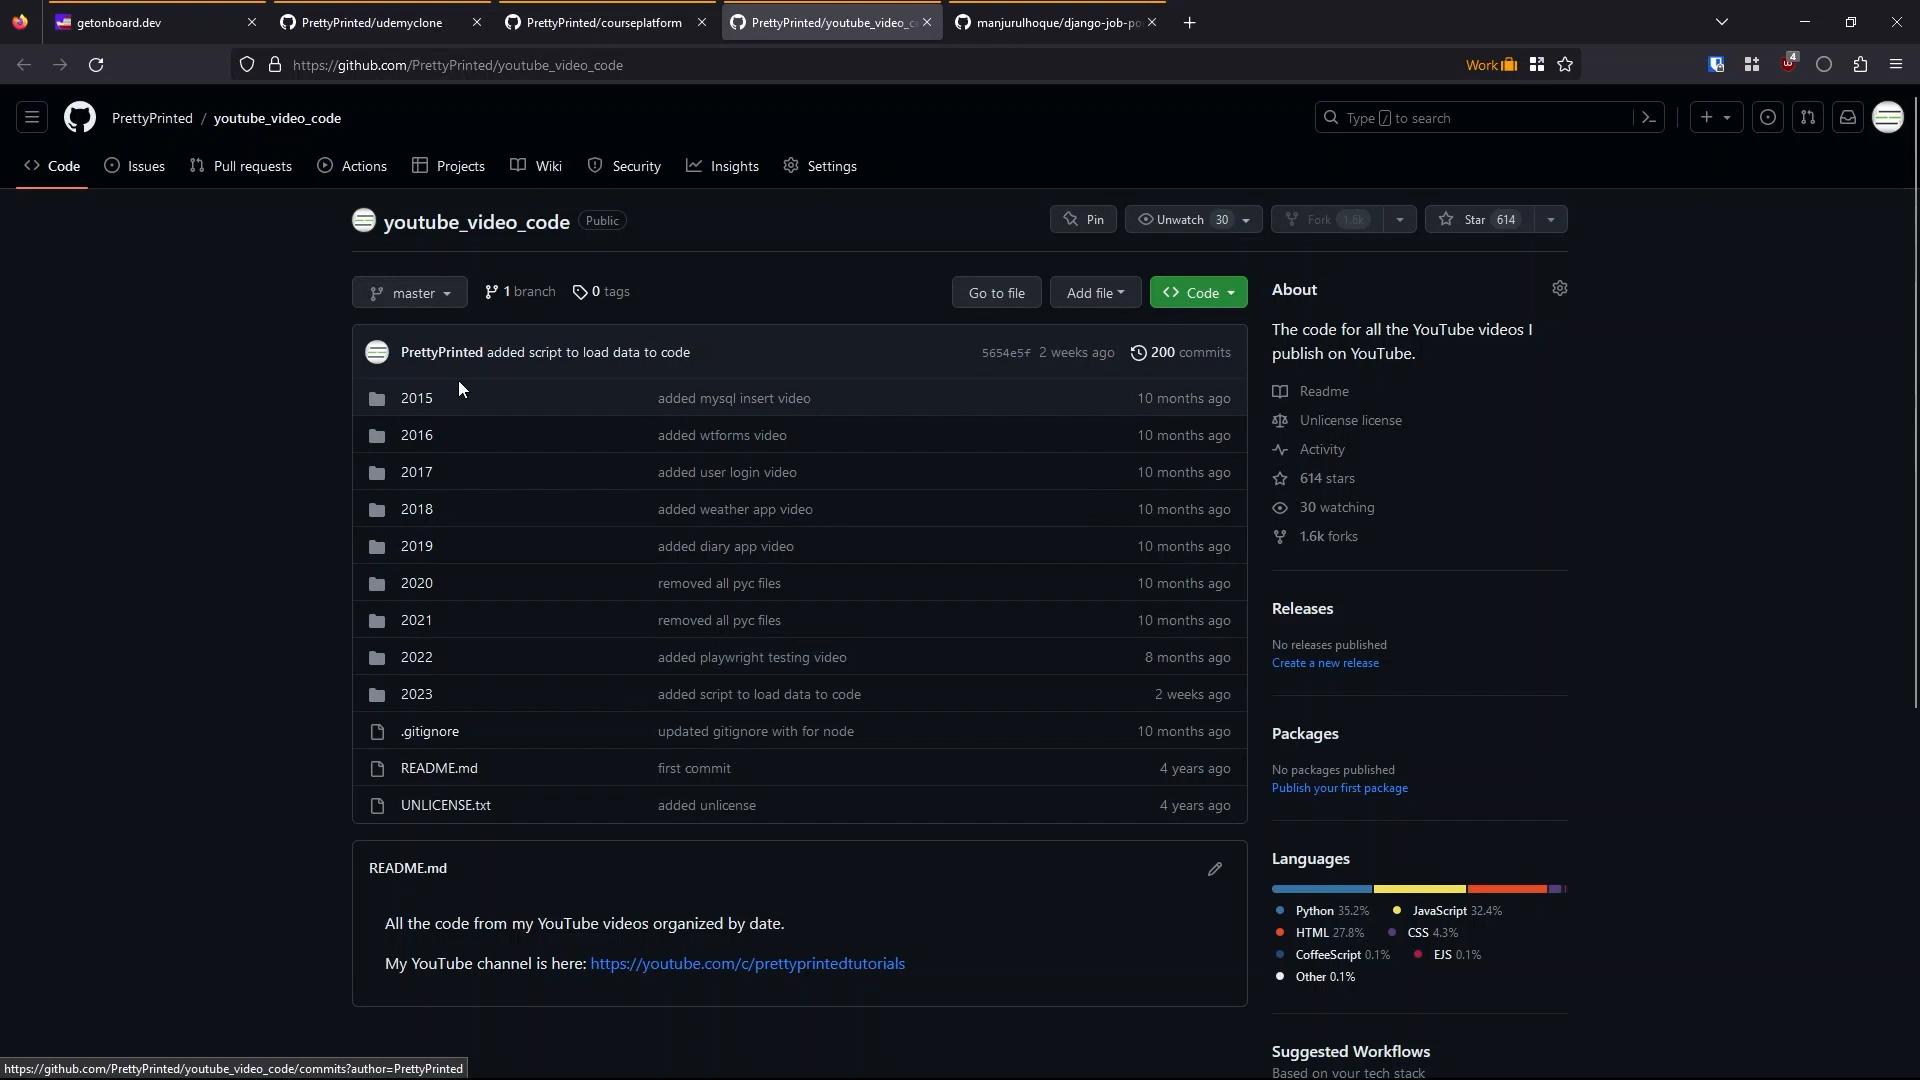 getonboard.dev
PrettyPrinted/udemyclone
PrettyPrinted/courseplatform
PrettyPrinted/youtube_video_c
manjurulhoque/django-job-po
https://github.com/PrettyPrinted/youtube_video_code
Work
4
PrettyPrinted / youtube_video_code
Type / to search
Code
Issues
Pull requests
Actions
Projects
Wiki
Security
Insights
Settings
youtube_video_code Public
Pin
Unwatch 30
Fork 1.6k
Star 614
master
1 branch
0 tags
Go to file
Add file
Code
PrettyPrinted added script to load data to code 5654e5f 2 weeks ago 200 commits
2015 added mysql insert video 10 months ago
2016 added wtforms video 10 months ago
2017 added user login video 10 months ago
2018 added weather app video 10 months ago
2019 added diary app video 10 months ago
2020 removed all pyc files 10 months ago
2021 removed all pyc files 10 months ago
2022 added playwright testing video 8 months ago
2023 added script to load data to code 2 weeks ago
.gitignore updated gitignore with for node 10 months ago
README.md first commit 4 years ago
UNLICENSE.txt added unlicense 4 years ago
README.md
All the code from my YouTube videos organized by date.
My YouTube channel is here: https://youtube.com/c/prettyprintedtutorials
About
The code for all the YouTube videos I
publish on YouTube.
Readme
Unlicense license
Activity
614 stars
30 watching
1.6k forks
Releases
No releases published
Create a new release
Packages
No packages published
Publish your first package
Languages
Python 35.2% JavaScript 32.4%
HTML 27.8% CSS 4.3%
CoffeeScript 0.1% EJS 0.1%
Other 0.1%
Suggested Workflows
Based on your tech stack
https://github.com/PrettyPrinted/youtube_video_code/commits?author=PrettyPrinted